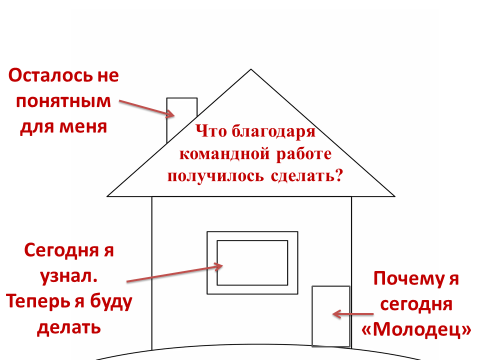 Осталось не
понятным
для меня
Что благодаря
командной работе
получилось сделать?
Сегодня я
узнал.
Теперь я буду
делать
Почему я
сегодня
«Молодец»